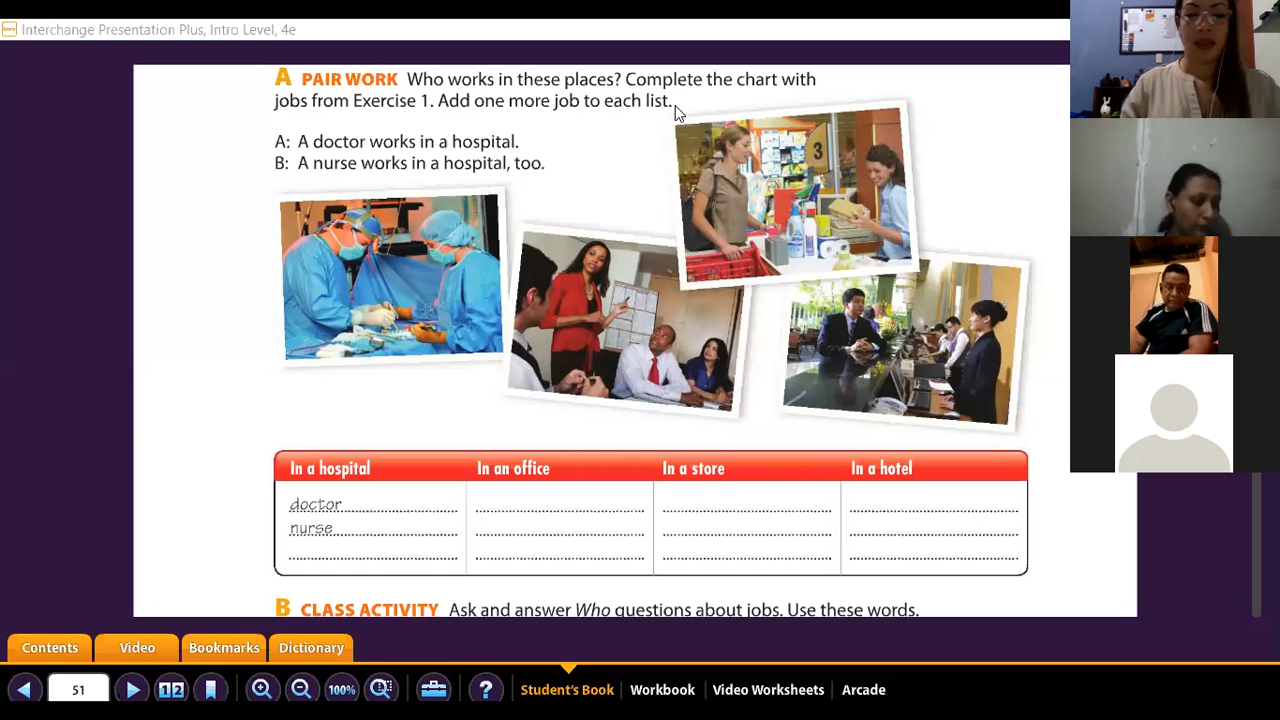 Interchange Presentation Plus, Intro Level, 4e
A PAIR WORK Who works in these places? Complete the chart with
jobs from Exercise 1. Add one more job to each list.
A: A doctor works in a hospital.
B: A nurse works in a hospital, too.
3
In a hospital In an office In a store In a hotel
doctor
nurse
B CLASS ACTIVITY Ask and answer Who questions about jobs. Use these words.
Contents Video Bookmarks Dictionary
51 1 2 100% ? Student's Book Workbook Video Worksheets Arcade